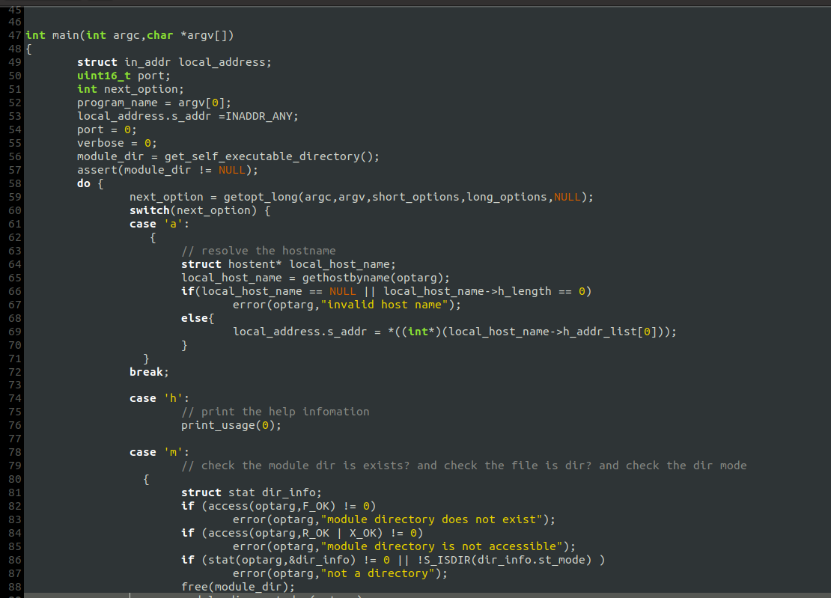 45
46
47 int main(int argc,char *argv[])
48 {
49         struct in_addr local_address;
50         uint16_t port;
51         int next_option;
52         program_name = argv[0];
53         local_address.s_addr =INADDR_ANY;
54         port = 0;
55         verbose = 0;
56         module_dir = get_self_executable_directory();
57         assert(module_dir != NULL);
58         do {
59                 next_option = getopt_long(argc,argv,short_options,long_options,NULL);
60                 switch(next_option) {
61                 case 'a':
62                    {
63                         // resolve the hostname
64                         struct hostent* local_host_name;
65                         local_host_name = gethostbyname(optarg);
66                         if(local_host_name == NULL || local_host_name->h_length == 0)
67                                 error(optarg,"invalid host name");
68                         else{
69                                 local_address.s_addr = *((int*)(local_host_name->h_addr_list[0]));
70                         }
71                   }
72                 break;
73
74                 case 'h':
75                         // print the help infomation
76                         print_usage(0);
77
78                 case 'm':
79                         // check the module dir is exists? and check the file is dir? and check the dir mode
80                   {
81                         struct stat dir_info;
82                         if (access(optarg,F_OK) != 0)
83                                 error(optarg,"module directory does not exist");
84                         if (access(optarg,R_OK | X_OK) != 0)
85                                 error(optarg,"module directory is not accessible");
86                         if (stat(optarg,&dir_info) != 0 || !S_ISDIR(dir_info.st_mode) )
87                                 error(optarg,"not a directory");
88                         free(module_dir);